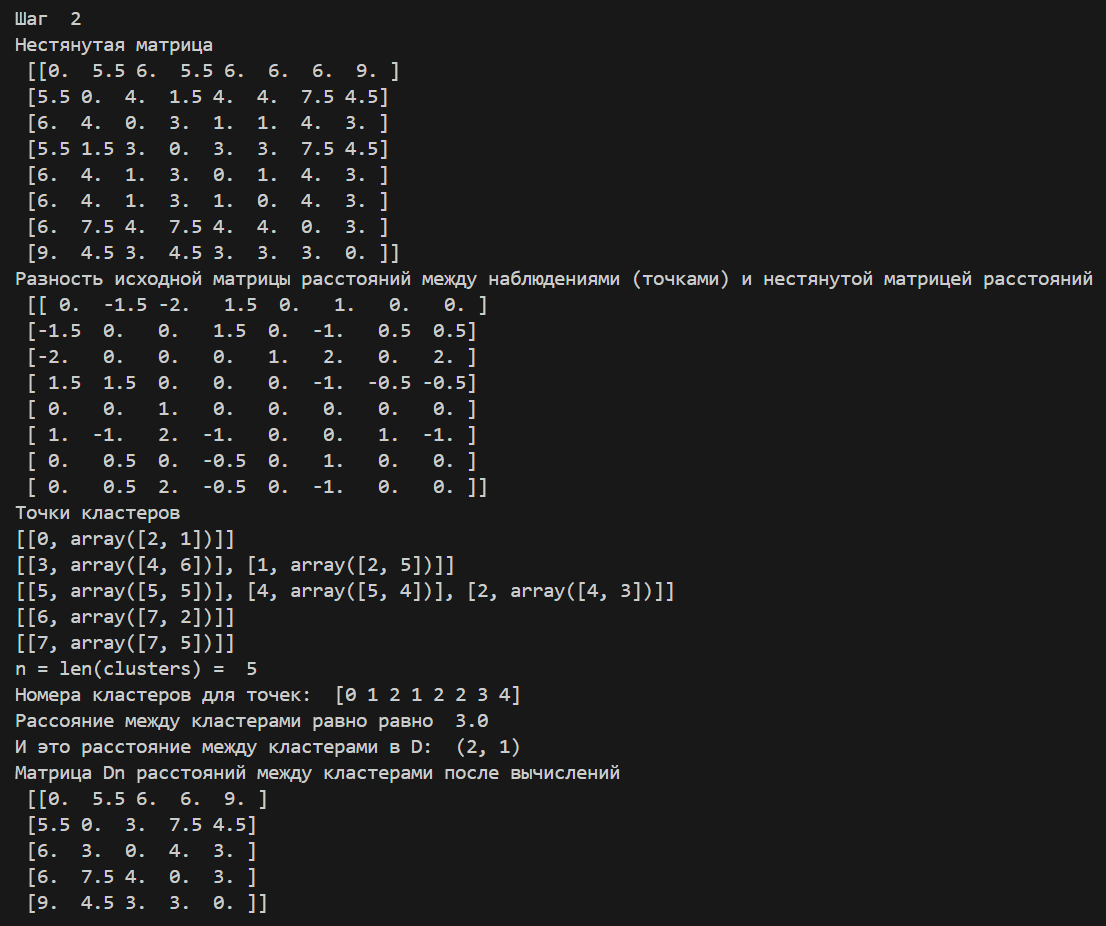 Шаг  2
Нестянутая матрица
 [[0.  5.5 6.  5.5 6.  6.  6.  9. ]
 [5.5 0.  4.  1.5 4.  4.  7.5 4.5]
 [6.  4.  0.  3.  1.  1.  4.  3. ]
 [5.5 1.5 3.  0.  3.  3.  7.5 4.5]
 [6.  4.  1.  3.  0.  1.  4.  3. ]
 [6.  4.  1.  3.  1.  0.  4.  3. ]
 [6.  7.5 4.  7.5 4.  4.  0.  3. ]
 [9.  4.5 3.  4.5 3.  3.  3.  0. ]]
Разность исходной матрицы расстояний между наблюдениями (точками) и нестянутой матрицей расстояний
 [[ 0.  -1.5 -2.   1.5  0.   1.   0.   0. ]
 [-1.5  0.   0.   1.5  0.  -1.   0.5  0.5]
 [-2.   0.   0.   0.   1.   2.   0.   2. ]
 [ 1.5  1.5  0.   0.   0.  -1.  -0.5 -0.5]
 [ 0.   0.   1.   0.   0.   0.   0.   0. ]
 [ 1.  -1.   2.  -1.   0.   0.   1.  -1. ]
 [ 0.   0.5  0.  -0.5  0.   1.   0.   0. ]
 [ 0.   0.5  2.  -0.5  0.  -1.   0.   0. ]]
Точки кластеров
[[0, array([2, 1])]]
[[3, array([4, 6])], [1, array([2, 5])]]
[[5, array([5, 5])], [4, array([5, 4])], [2, array([4, 3])]]
[[6, array([7, 2])]]
[[7, array([7, 5])]]
n = len(clusters) =  5
Номера кластеров для точек:  [0 1 2 1 2 2 3 4]
Рассояние между кластерами равно равно  3.0
И это расстояние между кластерами в D:  (2, 1)
Матрица Dn расстояний между кластерами после вычислений
 [[0.  5.5 6.  6.  9. ]
 [5.5 0.  3.  7.5 4.5]
 [6.  3.  0.  4.  3. ]
 [6.  7.5 4.  0.  3. ]
 [9.  4.5 3.  3.  0. ]]